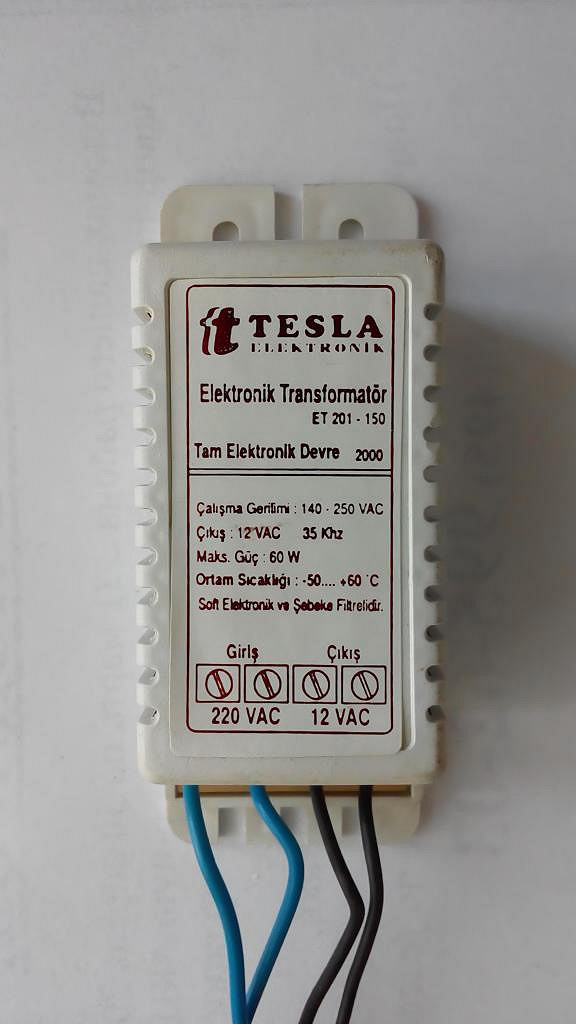 tt TESLA
ELEKTRONİK
Elektronik Transformatör
ET 201 - 150
Tam Elektronik Devre 2000
Çalışma Gerilimi : 140 - 250 VAC
Çıkış : 12 VAC 35 Khz
Maks. Güç : 60 W
Ortam Sıcaklığı : -50.... +60 °C
Soft Elektronik ve Şebeke Filtrelidir.
Giriş Çıkış
220 VAC 12 VAC